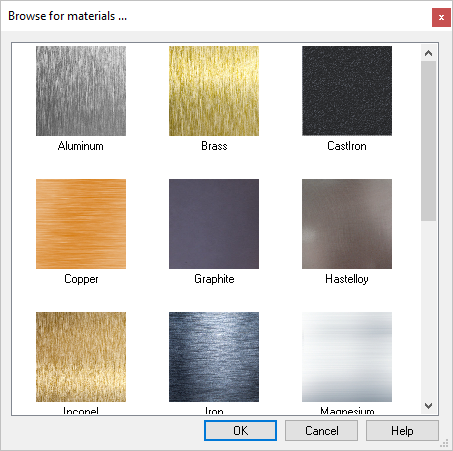 Browse for materials ...
Aluminum Brass CastIron
Copper Graphite Hastelloy
Inconel Iron Magnesium
OK Cancel Help